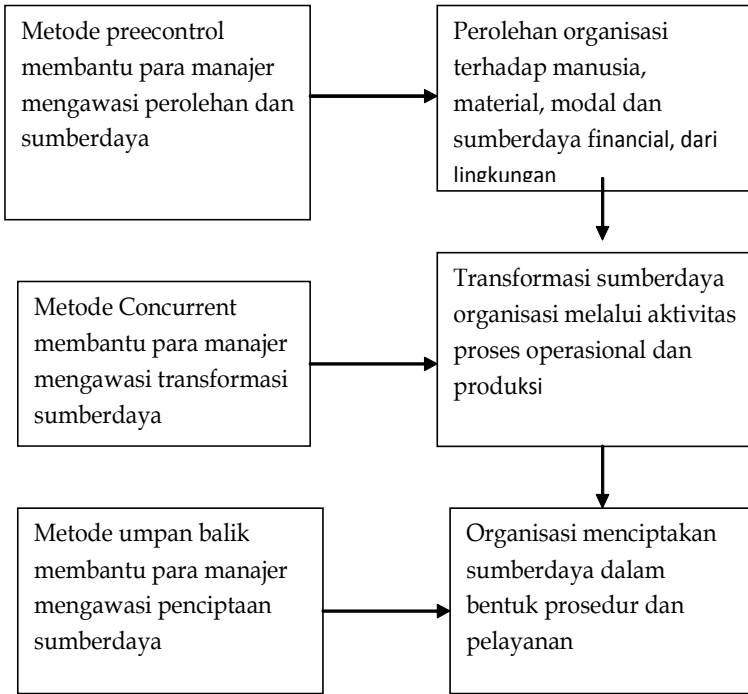 Metode preecontrol
membantu para manajer
mengawasi perolehan dan
sumberdaya
Perolehan organisasi
terhadap manusia,
material, modal dan
sumberdaya financial, dari
lingkungan
Metode Concurrent
membantu para manajer
mengawasi transformasi
sumberdaya
Transformasi sumberdaya
organisasi melalui aktivitas
proses operasional dan
produksi
Metode umpan balik
membantu para manajer
mengawasi penciptaan
sumberdaya
Organisasi menciptakan
sumberdaya dalam
bentuk prosedur dan
pelayanan